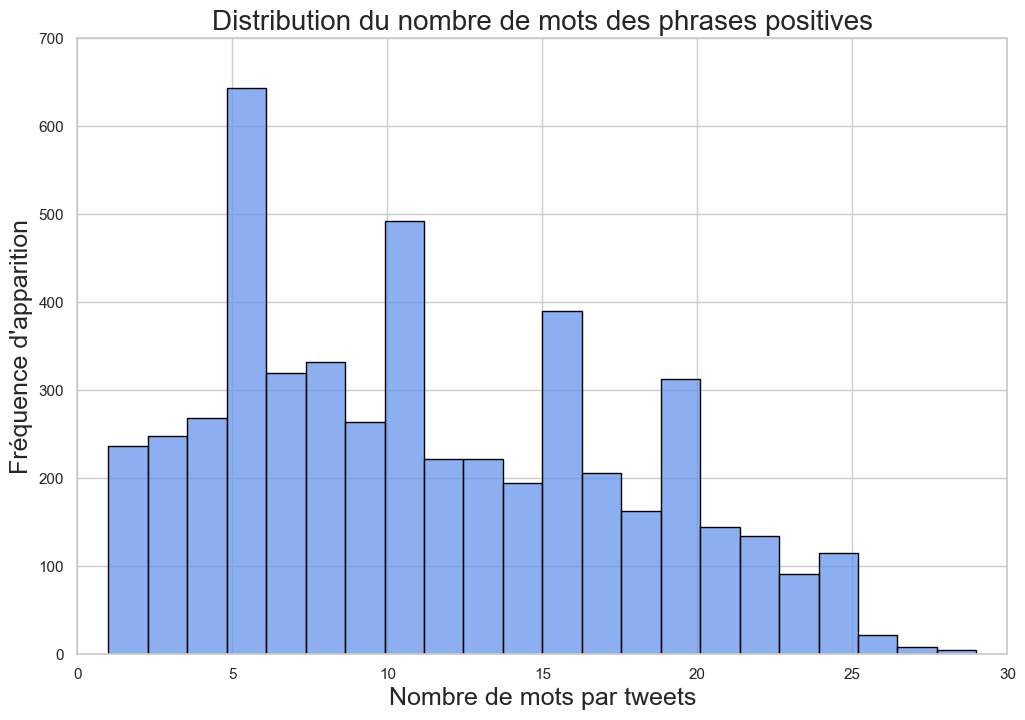 Distribution du nombre de mots des phrases positives
700
600
500
400
300
200
100
0
Fréquence d'apparition
0 5 10 15 20 25 30
Nombre de mots par tweets